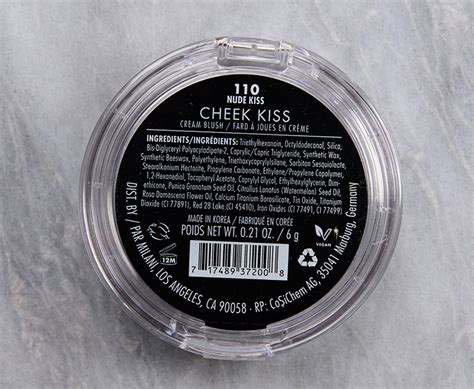 110
NUDE KISS
CHEEK KISS
CREAM BLUSH / FARD À JOUES EN CRÈME
INGREDIENTS/INGRÉDIENTS: Triethylhexanoin, Octyldodecanol, Silica,
Bis-Diglyceryl Polyacyladipate-2, Caprylic/Capric Triglyceride, Synthetic Wax,
Synthetic Beeswax, Polyethylene, Triethoxycaprylylsilane, Sorbitan Sesquioleate,
Stearalkonium Hectorite, Propylene Carbonate, Ethylene/Propylene Copolymer,
1,2-Hexanediol, Tocopheryl Acetate, Caprylyl Glycol, Ethylhexylglycerin, Dim-
ethicone, Punica Granatum Seed Oil, Citrullus Lanatus (Watermelon) Seed Oil,
Rosa Damascena Flower Oil, Calcium Titanium Borosilicate, Tin Oxide, Titanium
Dioxide (CI 77891), Red 28 Lake (CI 45410), Iron Oxides (CI 77491, CI 77499)
MADE IN KOREA / FABRIQUÉ EN CORÉE
POIDS NET WT. 0.21 OZ. / 6 g
12M
7 17489 37200 8
VEGAN
DIST. BY / PAR MILANI, LOS ANGELES, CA 90058 · RP: CoSiChem AG, 35041 Marburg, Germany